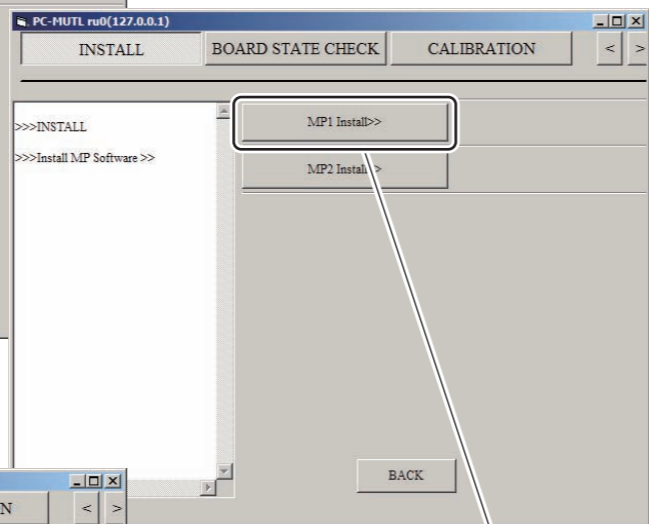 PC-MUTL ru0(127.0.0.1)
INSTALL BOARD STATE CHECK CALIBRATION < >
>>>INSTALL
MP1 Install>>
>>>Install MP Software >>
MP2 Install>>
BACK
N < >